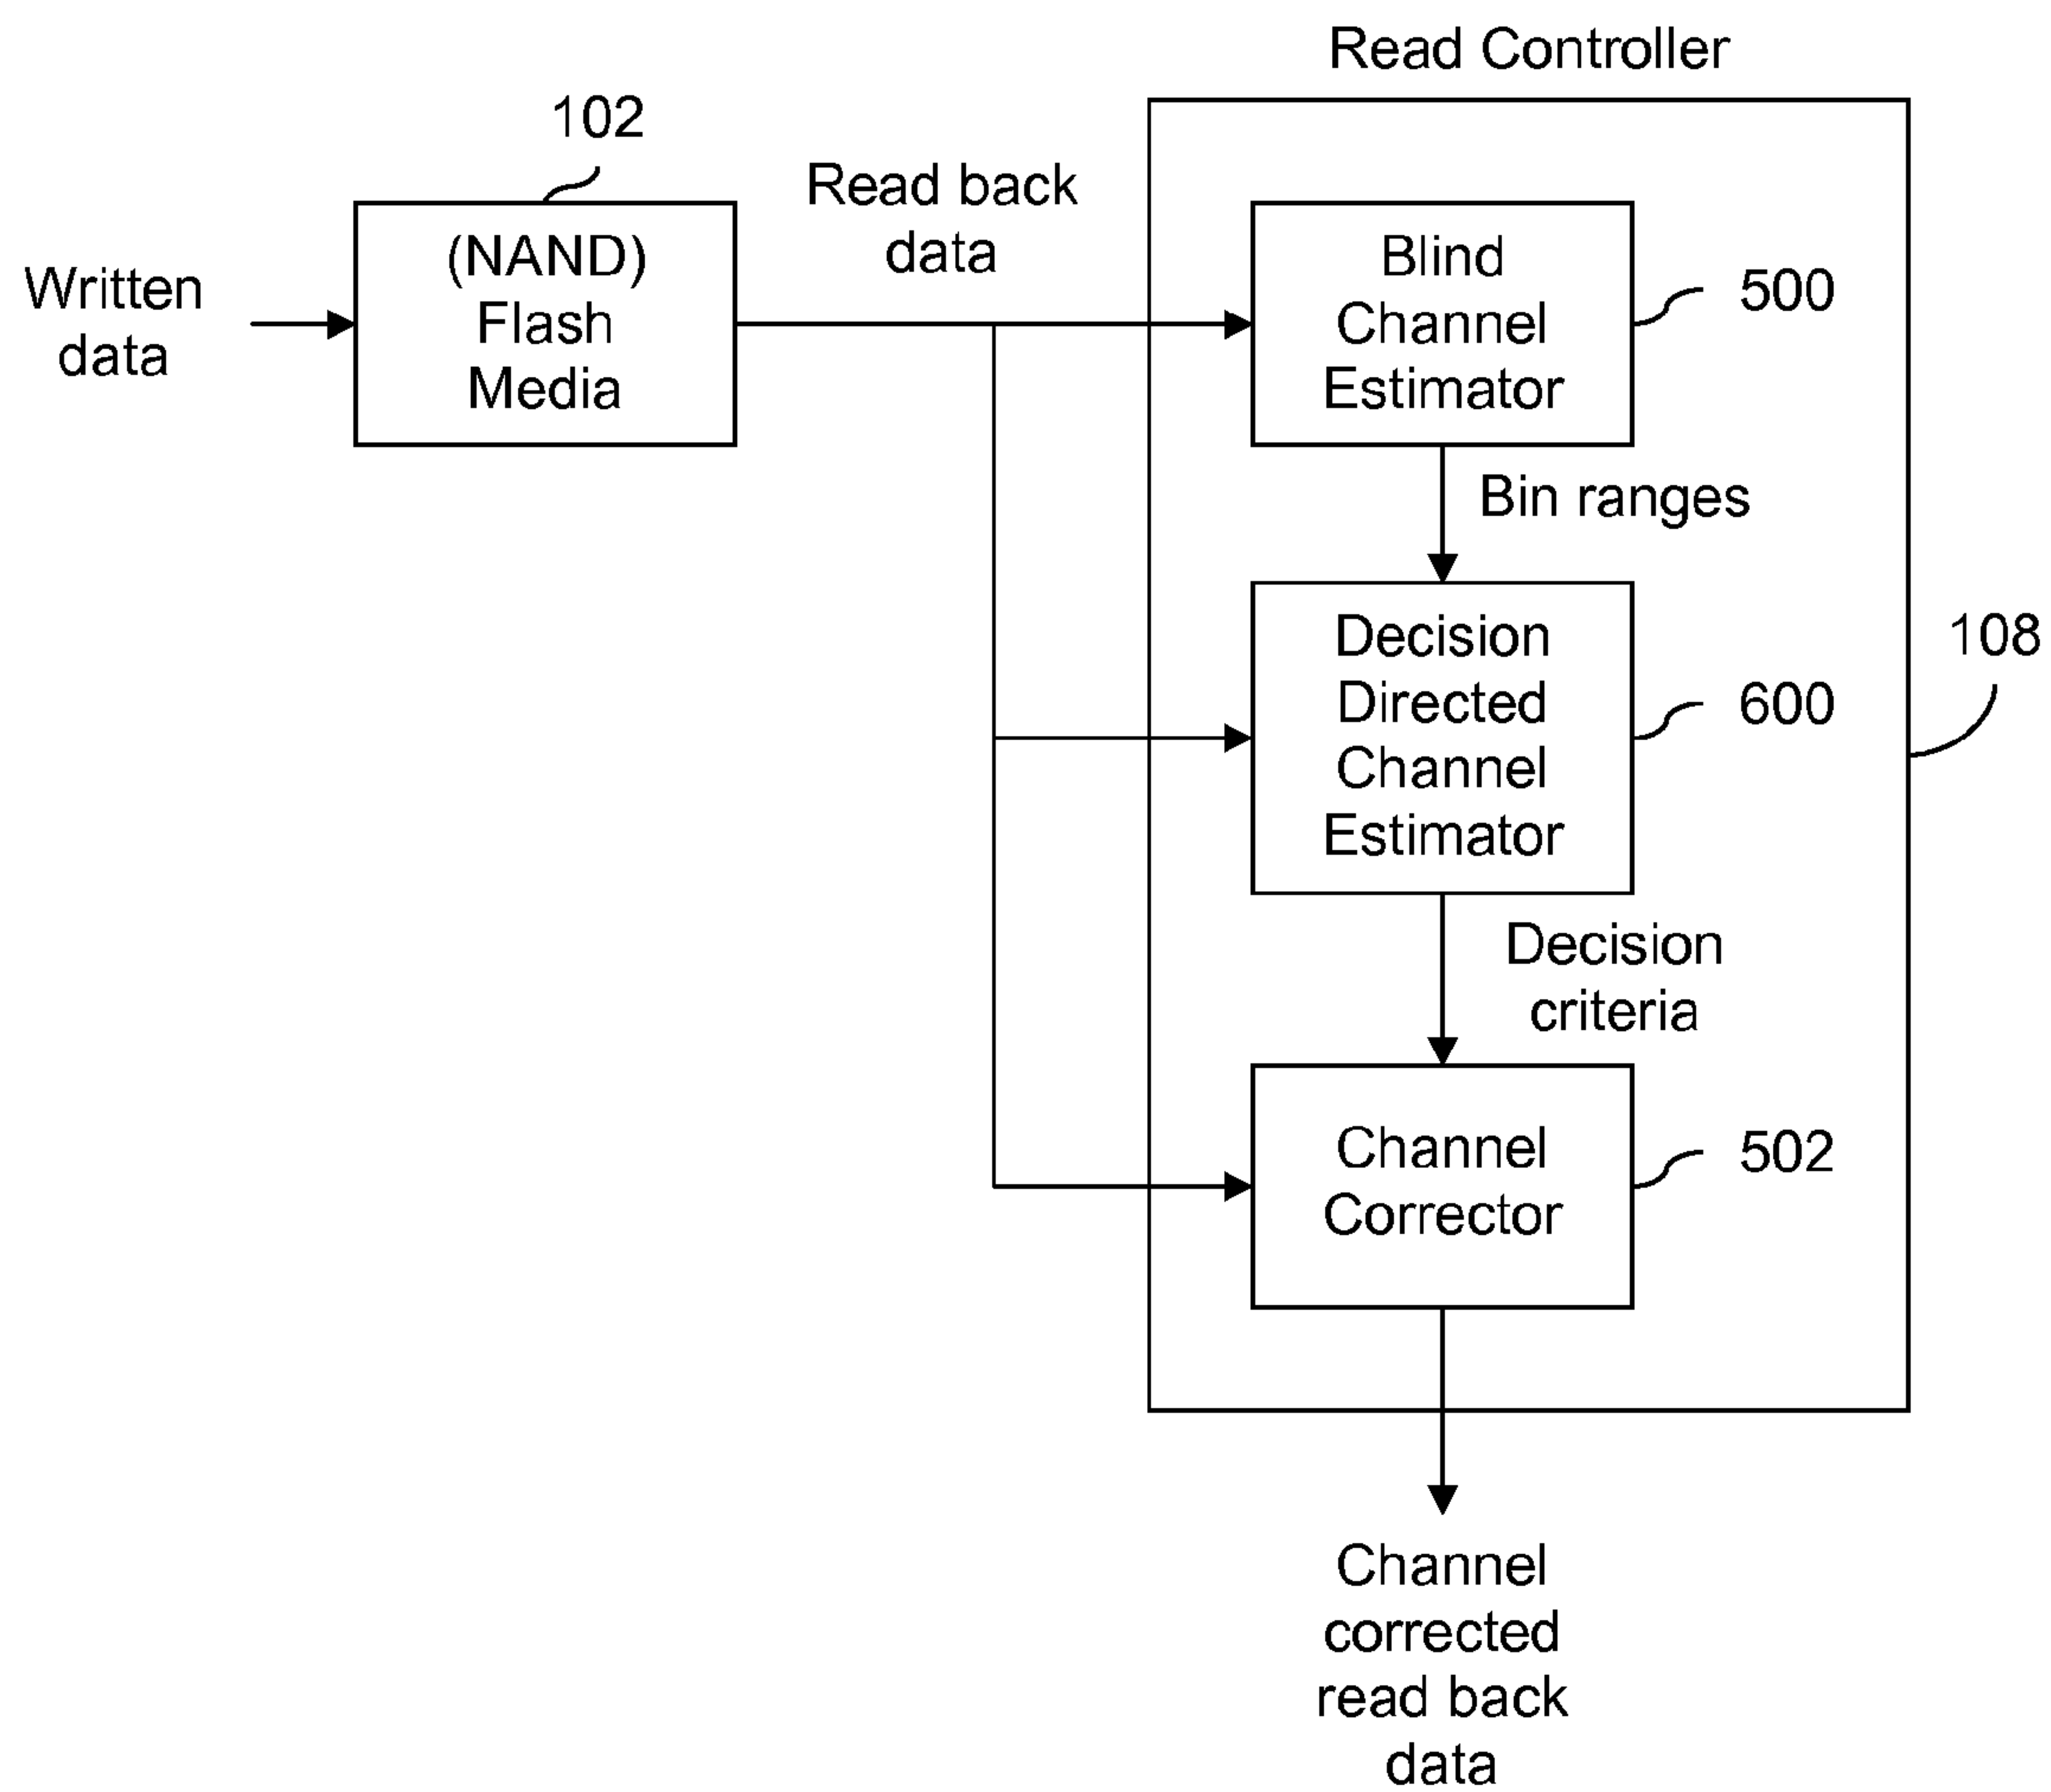 Read Controller
102
Read back
data
Written
data
(NAND)
Flash
Media
Blind
Channel
Estimator
500
Bin ranges
Decision
Directed
Channel
Estimator
600
108
Decision
criteria
Channel
Corrector
502
Channel
corrected
read back
data